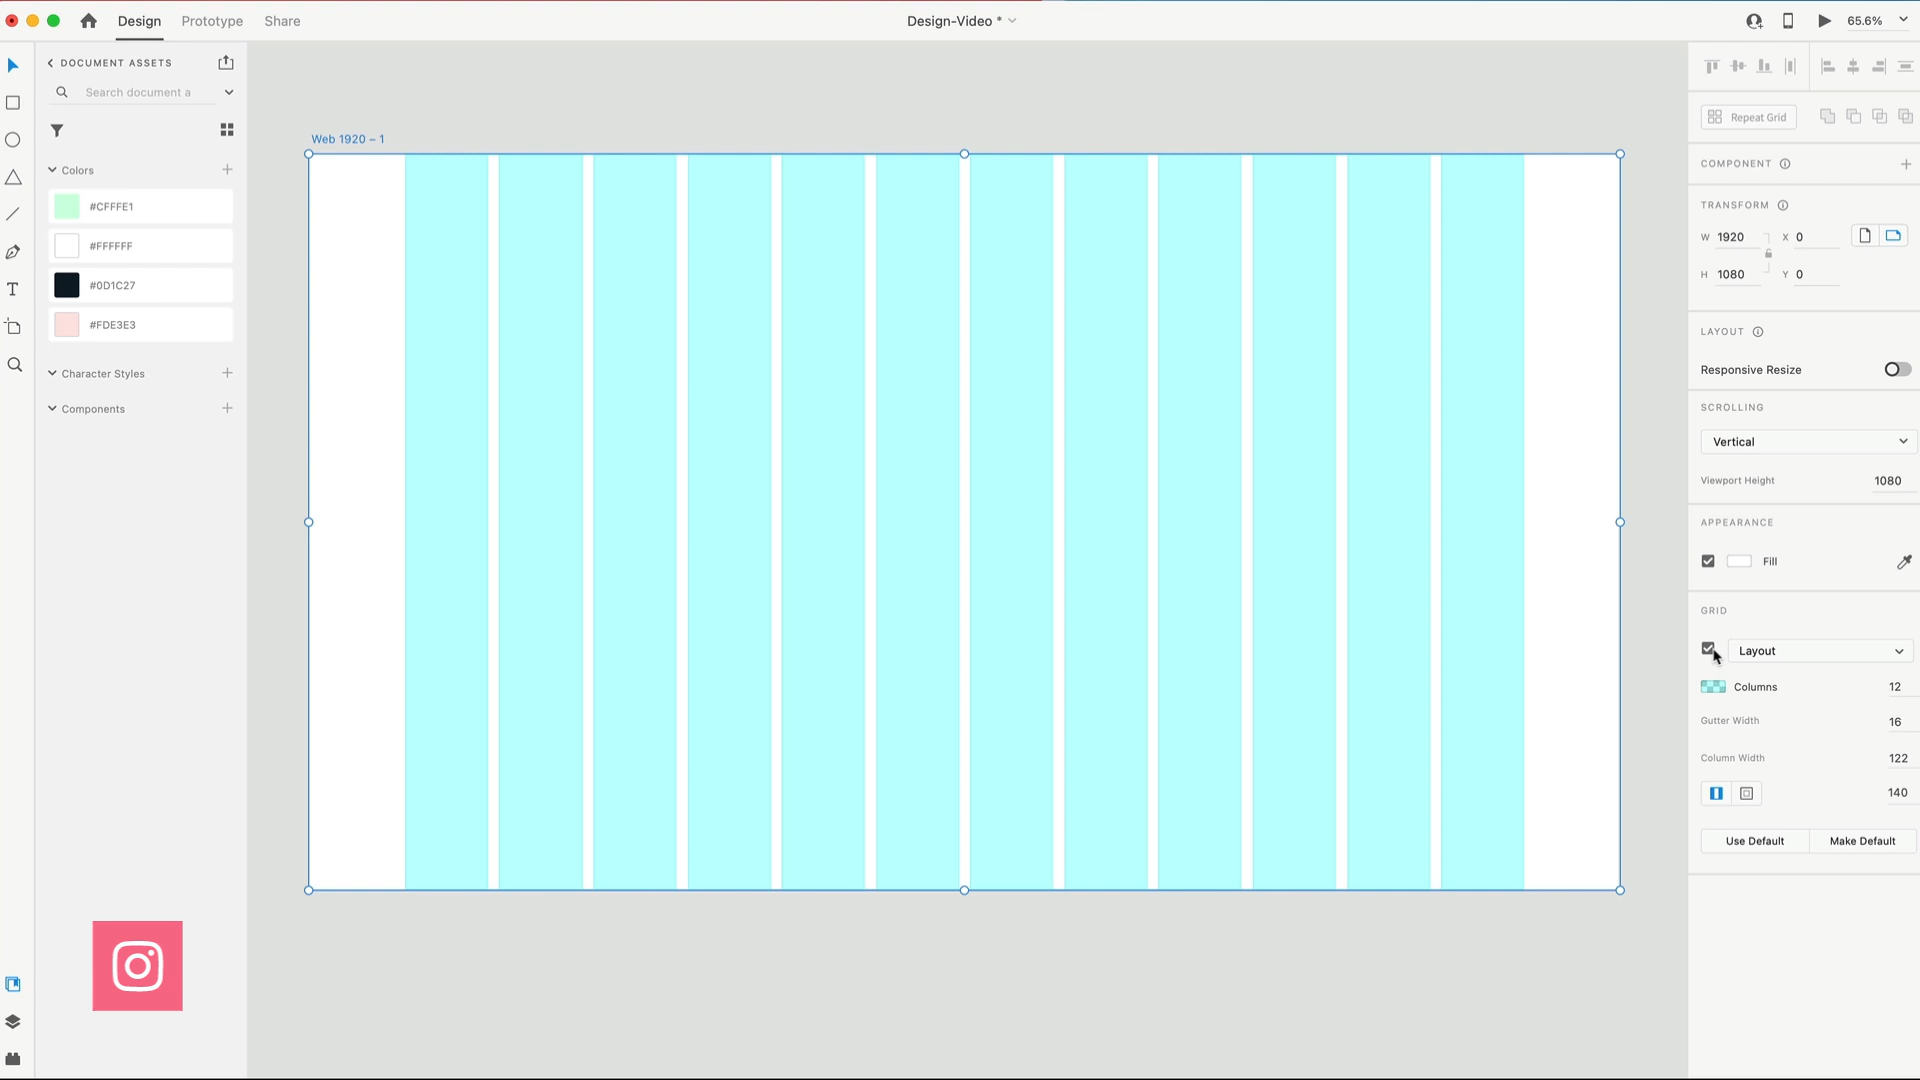 Design
Prototype
Share
Design-Video *
65.6%
DOCUMENT ASSETS
Search document a
Colors
#CFFFE1
#FFFFFF
#0D1C27
#FDE3E3
Character Styles
Components
Web 1920 – 1
Repeat Grid
COMPONENT
TRANSFORM
W 1920 X 0
H 1080 Y 0
LAYOUT
Responsive Resize
SCROLLING
Vertical
Viewport Height 1080
APPEARANCE
Fill
GRID
Layout
Columns 12
Gutter Width 16
Column Width 122
140
Use Default Make Default